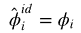 $\hat{\phi}_i^{id} = \phi_i$